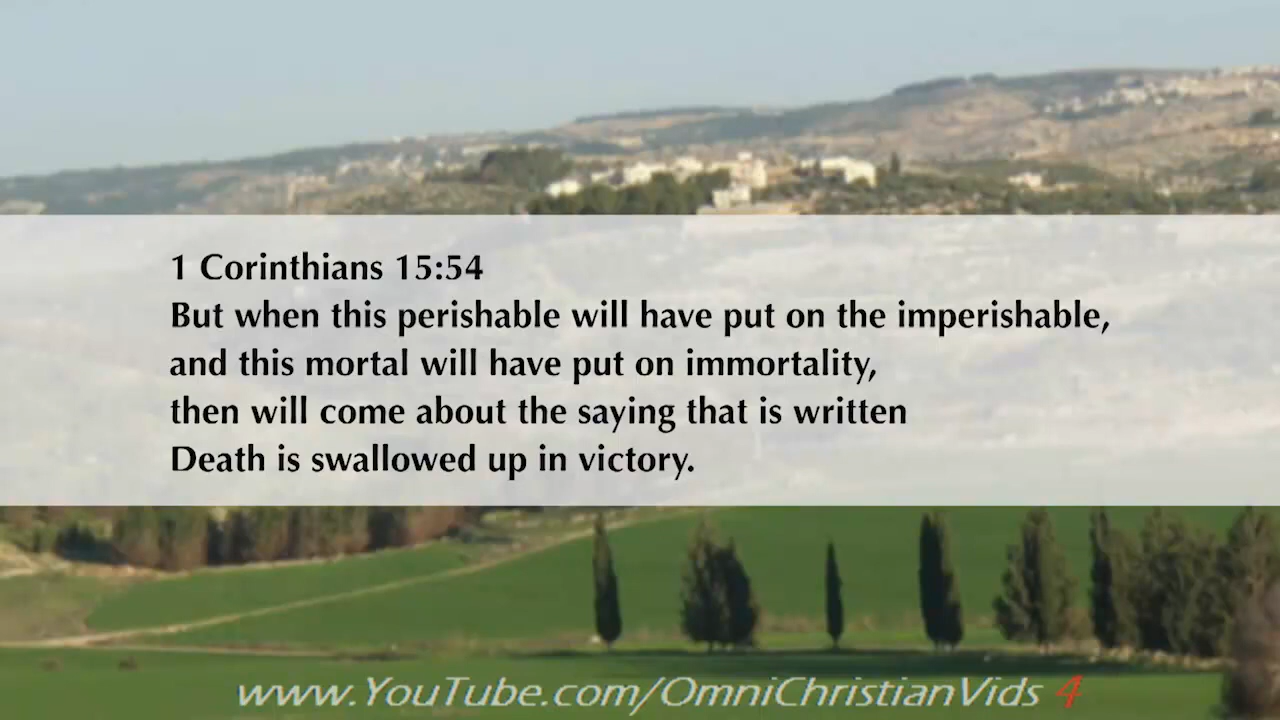 1 Corinthians 15:54
But when this perishable will have put on the imperishable,
and this mortal will have put on immortality,
then will come about the saying that is written
Death is swallowed up in victory.
www.YouTube.com/OmniChristianVids 4